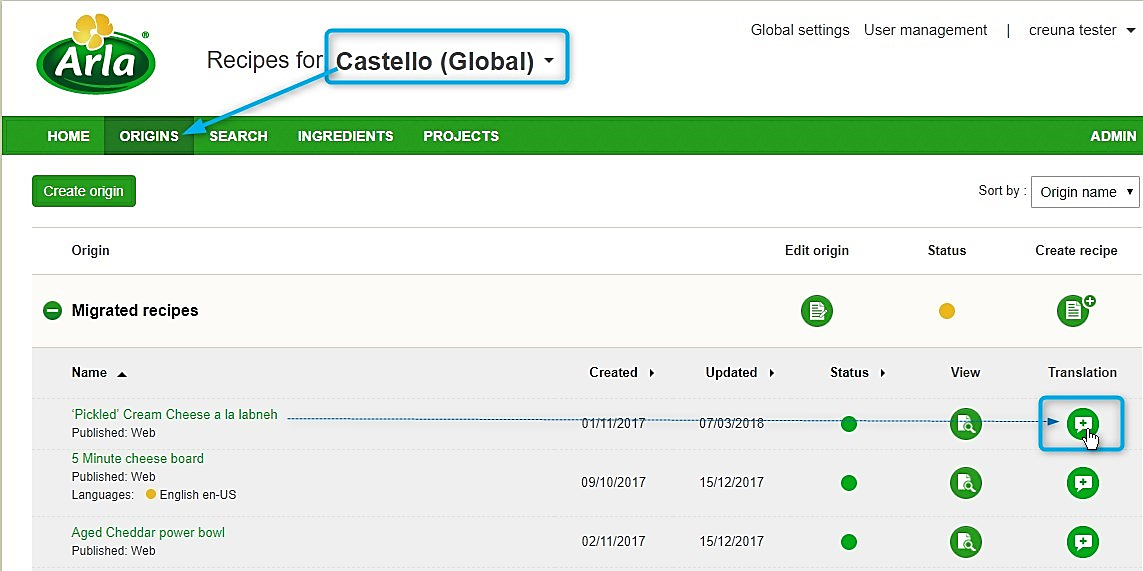 Global settings User management | creuna tester
Arla®
Recipes for Castello (Global)
HOME ORIGINS SEARCH INGREDIENTS PROJECTS ADMIN
Create origin Sort by : Origin name
Origin Edit origin Status Create recipe
Migrated recipes
Name Created Updated Status View Translation
‘Pickled’ Cream Cheese a la labneh
Published: Web 01/11/2017 07/03/2018
5 Minute cheese board
Published: Web 09/10/2017 15/12/2017
Languages: English en-US
Aged Cheddar power bowl
Published: Web 02/11/2017 15/12/2017